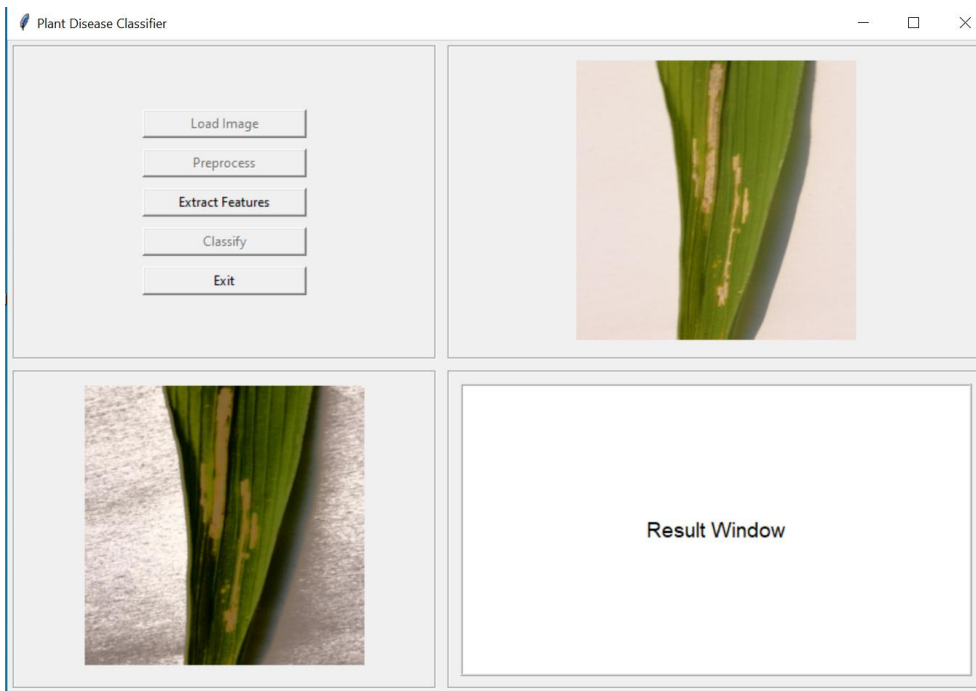 Plant Disease Classifier
Load Image
Preprocess
Extract Features
Classify
Exit
Result Window